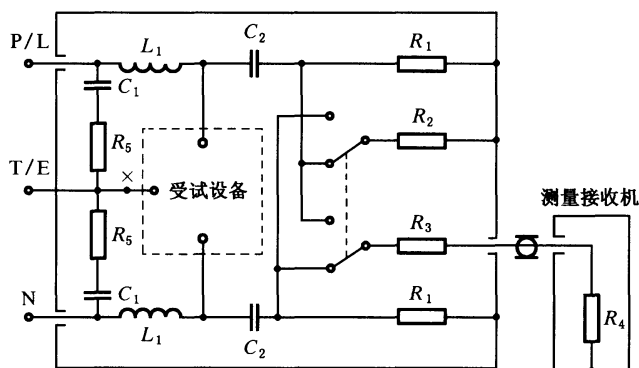 P/L
L₁
C₂
R₁
C₁
R₅
R₂
T/E
×
受试设备
测量接收机
R₅
R₃
C₁
N
L₁
C₂
R₁
R₄